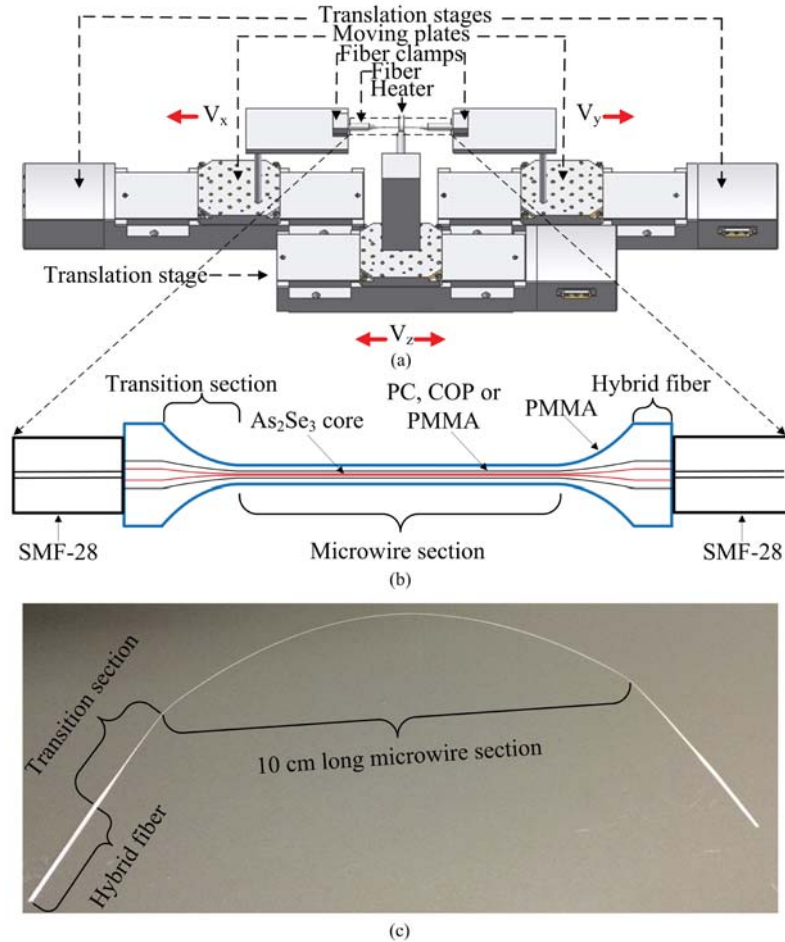 Translation stages
Moving plates
Fiber clamps
Fiber
Heater
Vx
Vy
Translation stage
Vz
(a)
Transition section
PC, COP or
PMMA
PMMA
Hybrid fiber
As2Se3 core
SMF-28
Microwire section
SMF-28
(b)
Transition section
10 cm long microwire section
Hybrid fiber
(c)